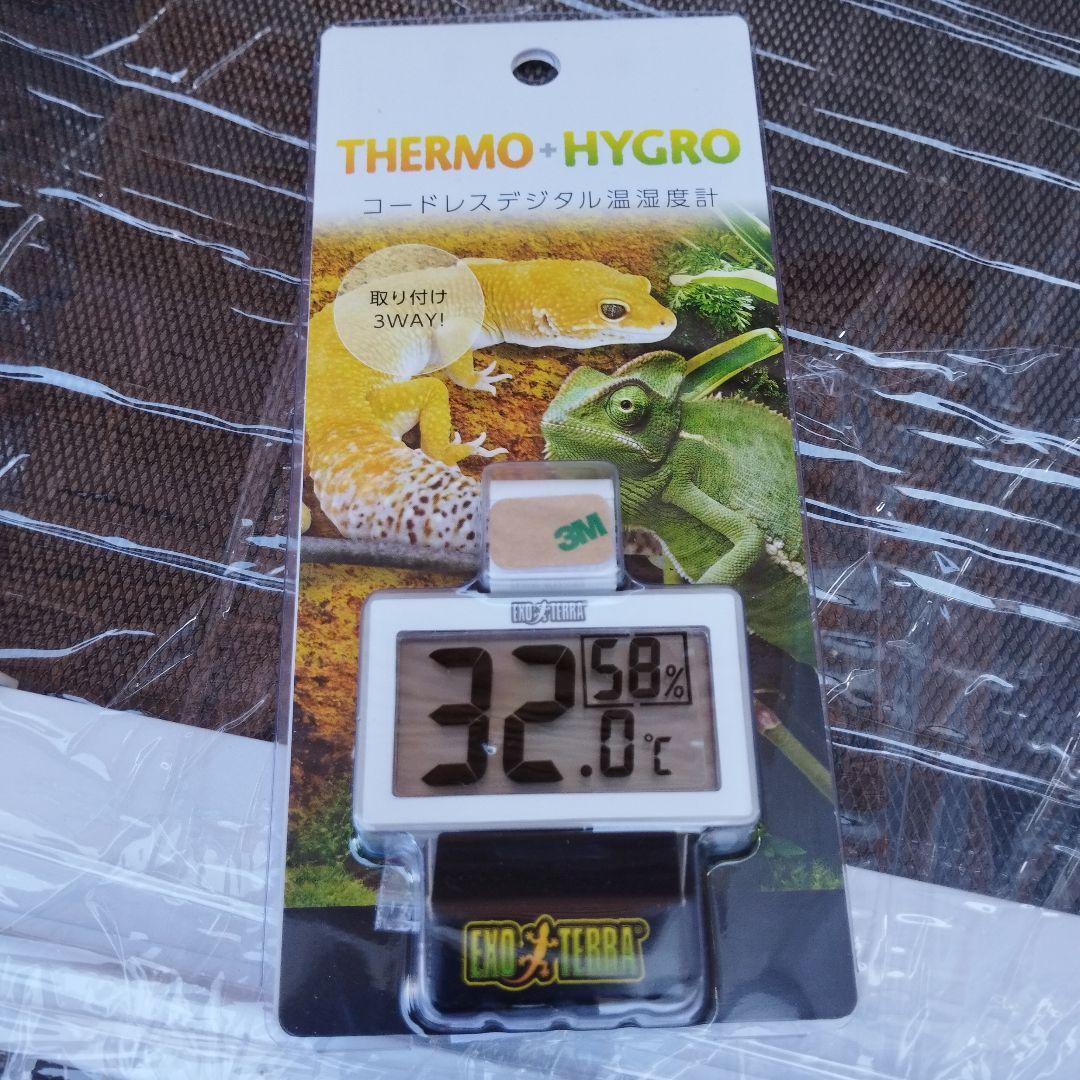 THERMO + HYGRO
コードレスデジタル温湿度計
取り付け
3WAY!
3M
EXO TERRA
58%
32.0℃
EXO TERRA®